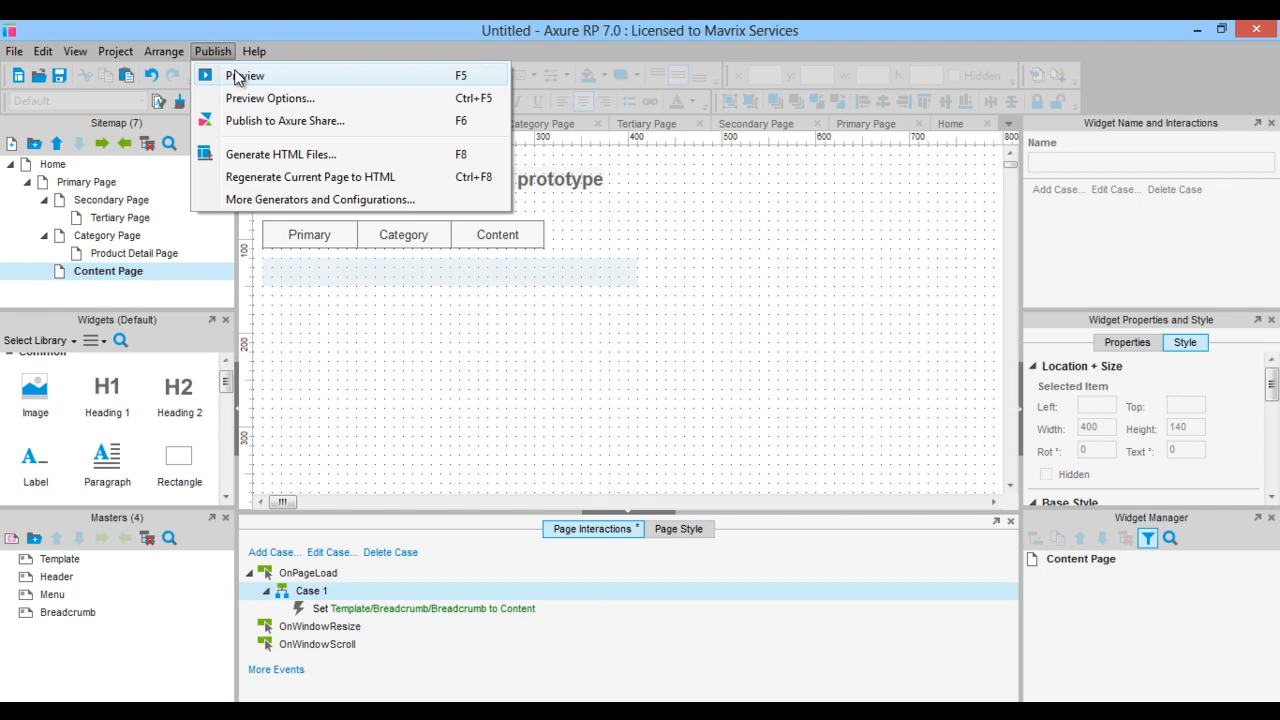 Untitled - Axure RP 7.0 : Licensed to Mavrix Services
File Edit View Project Arrange Publish Help
Preview F5
Preview Options... Ctrl+F5
Publish to Axure Share... F6
Generate HTML Files... F8
Regenerate Current Page to HTML Ctrl+F8
More Generators and Configurations...
x: y: w: h: Hidden
Default
Sitemap (7)
Home
Primary Page
Secondary Page
Tertiary Page
Category Page
Product Detail Page
Content Page
Category Page Tertiary Page Secondary Page Primary Page Home
300 400 500 600 700 800
100
200
300
prototype
Primary Category Content
Widgets (Default)
Select Library
Common
H1 H2
Image Heading 1 Heading 2
A A
Label Paragraph Rectangle
Masters (4)
Template
Header
Menu
Breadcrumb
Page Interactions * Page Style
Add Case... Edit Case... Delete Case
OnPageLoad
Case 1
Set Template/Breadcrumb/Breadcrumb to Content
OnWindowResize
OnWindowScroll
More Events
Widget Name and Interactions
Name
Add Case... Edit Case... Delete Case
Widget Properties and Style
Properties Style
Location + Size
Selected Item
Left: Top:
Width: 400 Height: 140
Rot °: 0 Text °: 0
Hidden
Base Style
Widget Manager
Content Page